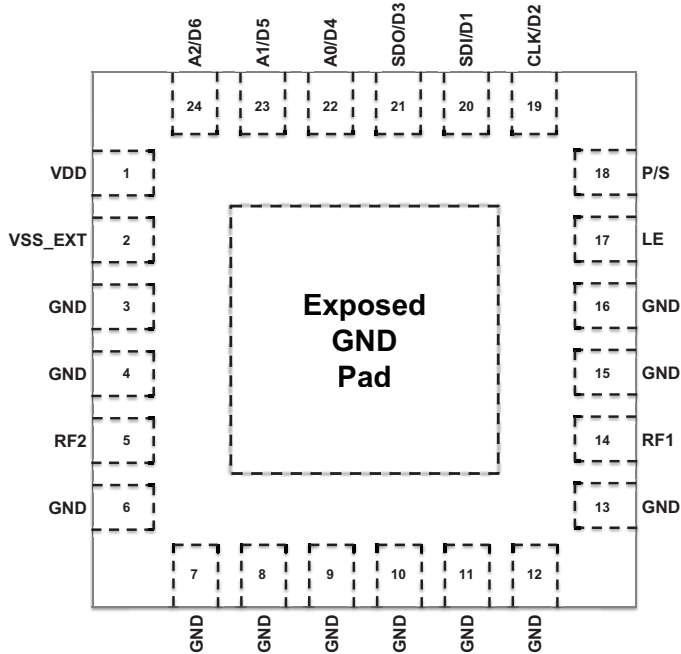 A2/D6
A1/D5
A0/D4
SDO/D3
SDI/D1
CLK/D2
24
23
22
21
20
19
VDD
1
18
P/S
VSS_EXT
2
17
LE
GND
3
16
GND
GND
4
15
GND
RF2
5
14
RF1
GND
6
13
GND
Exposed
GND
Pad
7
8
9
10
11
12
GND
GND
GND
GND
GND
GND